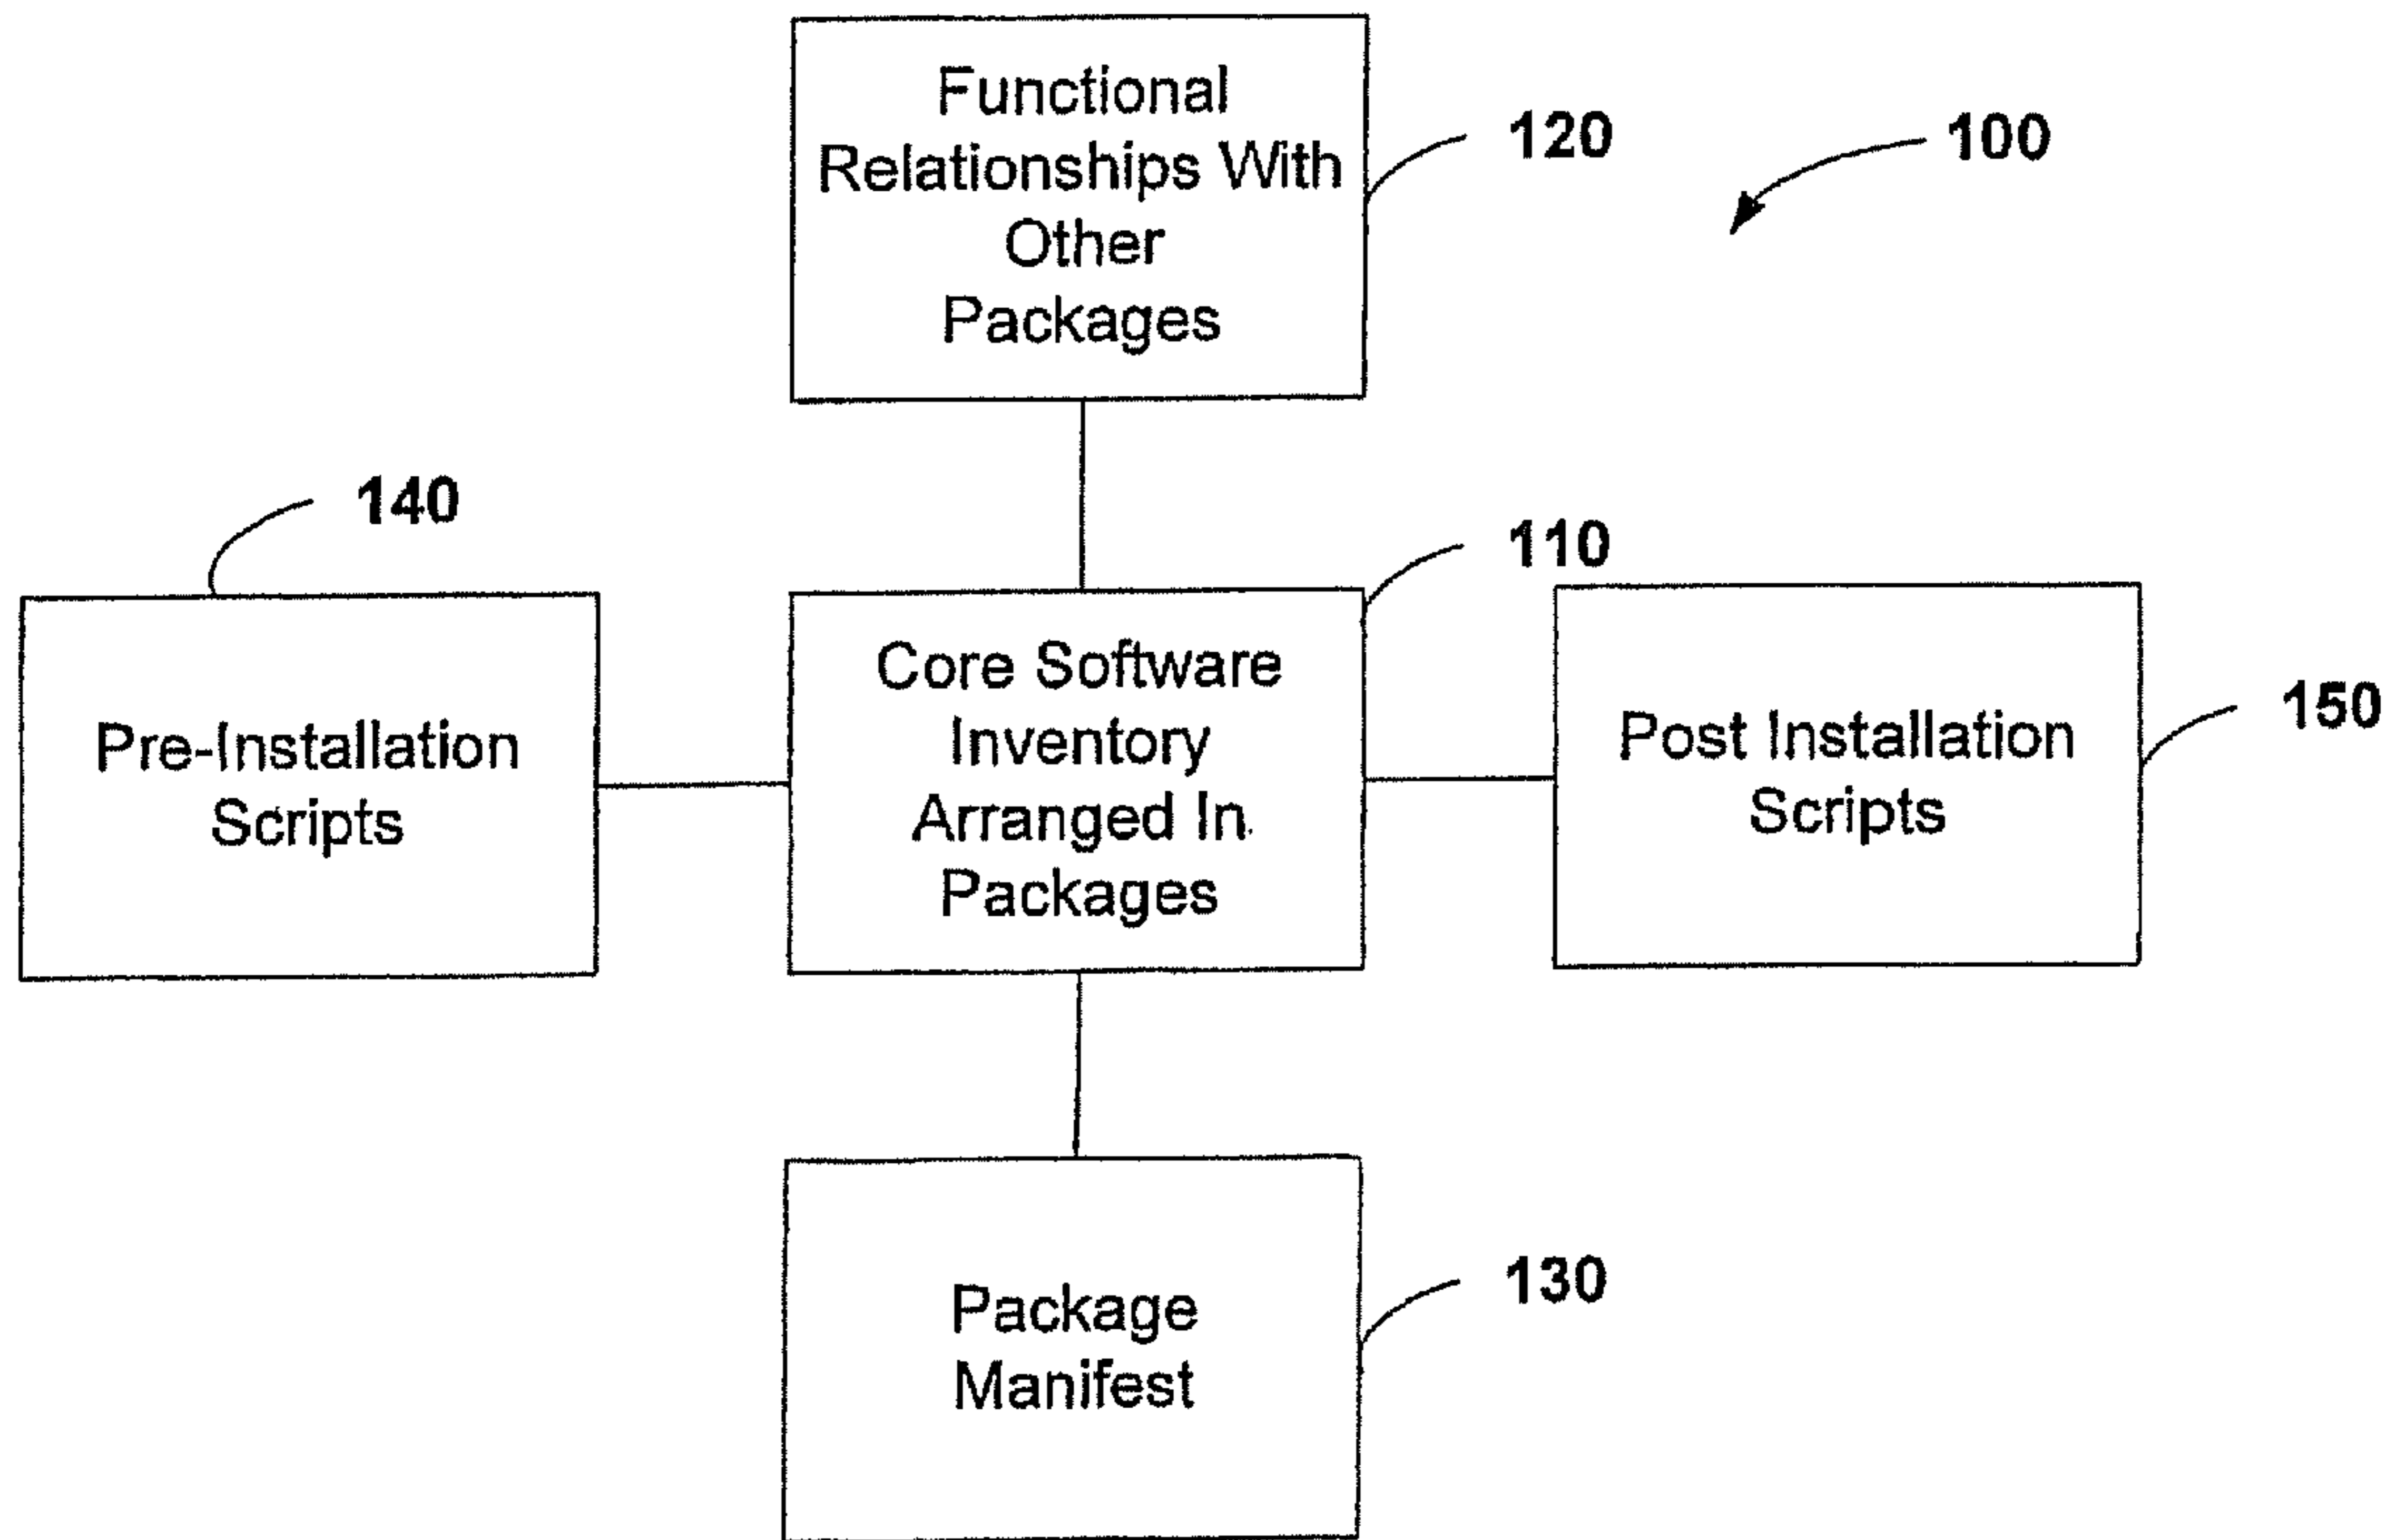 Functional
Relationships With
Other
Packages
120
100
140
110
Pre-Installation
Scripts
Core Software
Inventory
Arranged In
Packages
Post Installation
Scripts
150
Package
Manifest
130